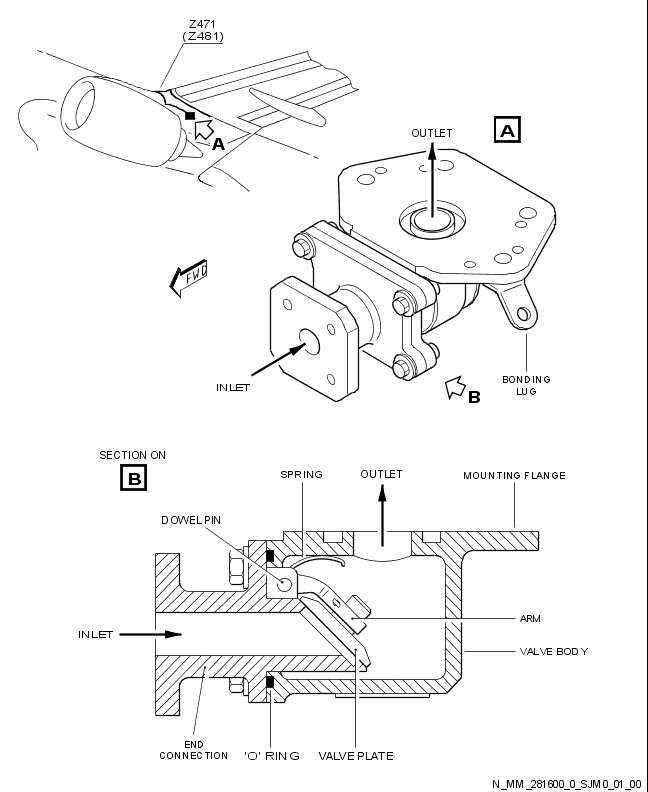 Z471
(Z481)
A
OUTLET
A
FWD
INLET
B
BONDING
LUG
SECTION ON
B
SPRING
OUTLET
MOUNTING FLANGE
DOWEL PIN
INLET
ARM
VALVE BODY
END
CONNECTION
'O' RING
VALVE PLATE
N_MM_281600_0_SJM0_01_00